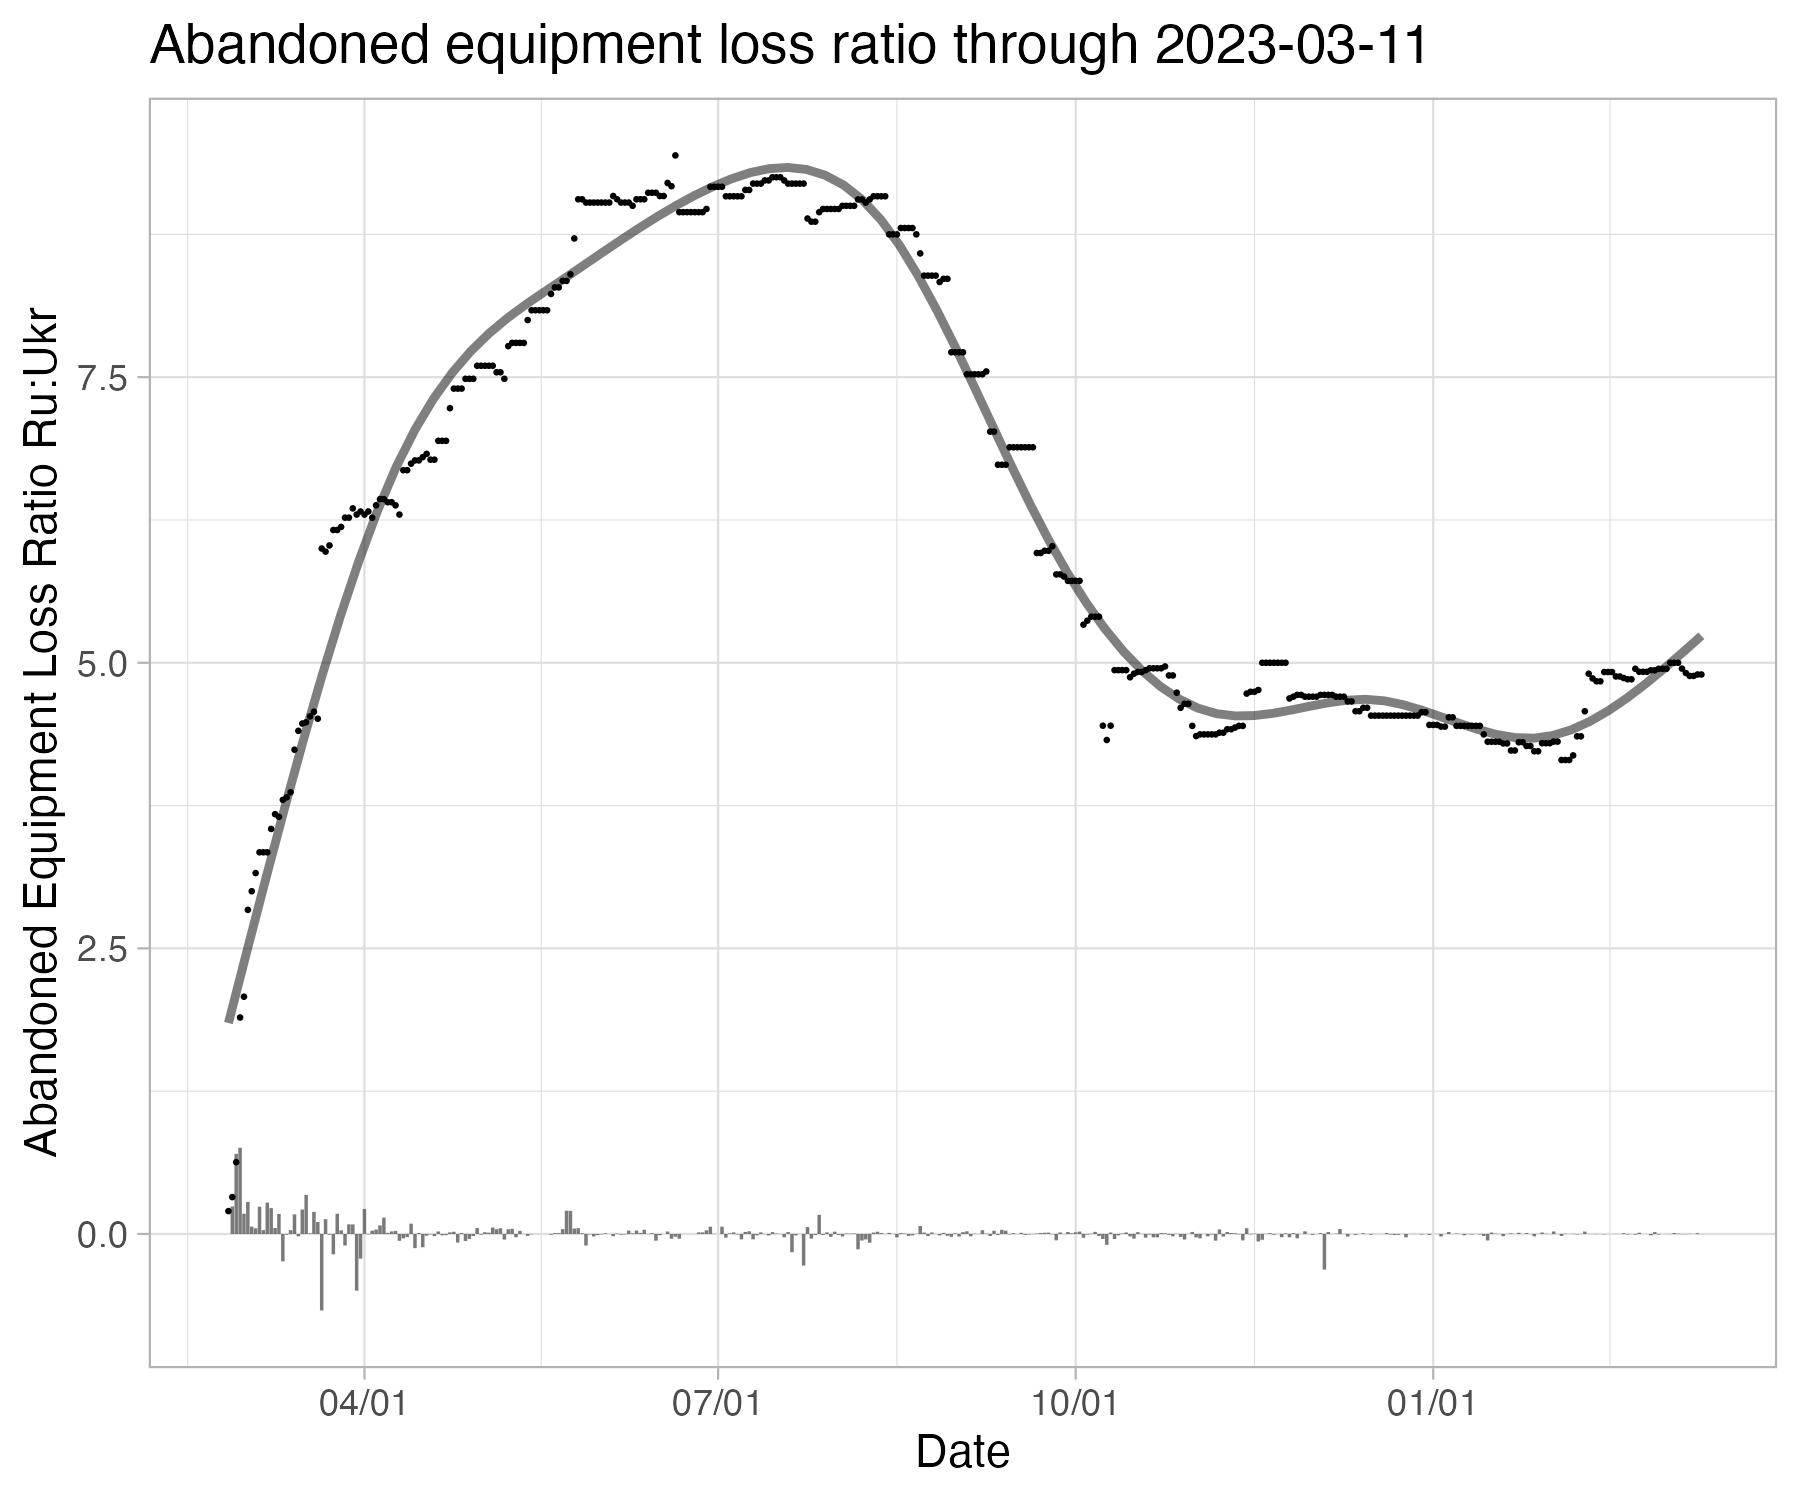 Abandoned equipment loss ratio through 2023-03-11
Abandoned Equipment Loss Ratio Ru:Ukr
7.5
5.0
2.5
0.0
04/01
07/01
10/01
01/01
Date